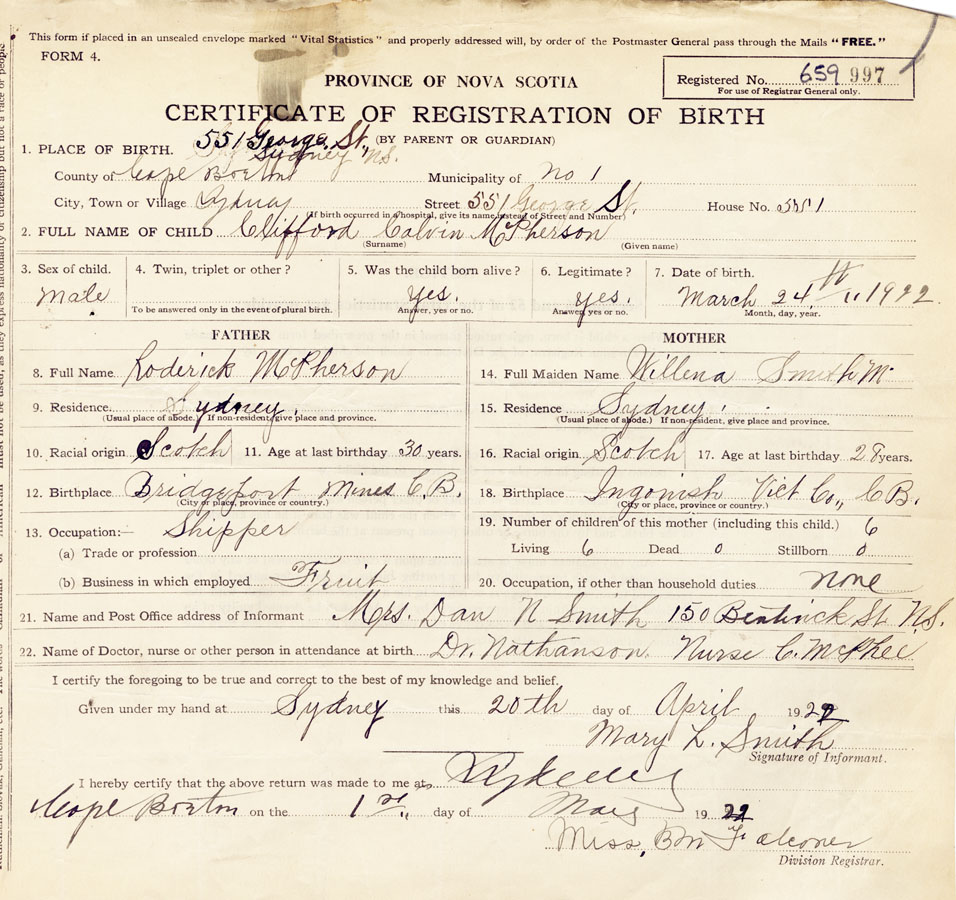 This form if placed in an unsealed envelope marked "Vital Statistics" and properly addressed will, by order of the Postmaster General pass through the Mails "FREE."
FORM 4.
PROVINCE OF NOVA SCOTIA
Registered No. 659 997
For use of Registrar General only.
CERTIFICATE OF REGISTRATION OF BIRTH
551 George St., (BY PARENT OR GUARDIAN)
1. PLACE OF BIRTH. Sydney NS.
County of Cape Breton Municipality of No 1
City, Town or Village Sydney Street 551 George St. House No. 551
(If birth occurred in a hospital, give its name instead of Street and Number)
2. FULL NAME OF CHILD Clifford Calvin McPherson
(Surname) (Given name)
3. Sex of child. 4. Twin, triplet or other? 5. Was the child born alive? 6. Legitimate? 7. Date of birth.
Male yes. yes. March 24th 1922
To be answered only in the event of plural birth. Answer, yes or no. Answer, yes or no. Month, day, year.
FATHER MOTHER
8. Full Name Roderick McPherson 14. Full Maiden Name Willena Smith M
9. Residence Sydney. 15. Residence Sydney
(Usual place of abode.) If non-resident, give place and province. (Usual place of abode.) If non-resident, give place and province.
10. Racial origin Scotch 11. Age at last birthday 30 years. 16. Racial origin Scotch 17. Age at last birthday 28 years.
12. Birthplace Bridgeport Mines C.B. 18. Birthplace Ingonish Vict Co., C B.
(City or place, province or country.) (City or place, province or country.)
13. Occupation:— Shipper 19. Number of children of this mother (including this child.) 6
(a) Trade or profession Living 6 Dead 0 Stillborn 0
(b) Business in which employed Fruit 20. Occupation, if other than household duties none
21. Name and Post Office address of Informant Mrs. Dan N Smith 150 Bentinck St N.S.
22. Name of Doctor, nurse or other person in attendance at birth Dr. Nathanson. Nurse C. McPhee
I certify the foregoing to be true and correct to the best of my knowledge and belief.
Given under my hand at Sydney this 20th day of April 1922
Mary L. Smith
Signature of Informant.
I hereby certify that the above return was made to me at Sydney
Cape Breton on the 1st day of May 1922
Miss. B M Falconer
Division Registrar.